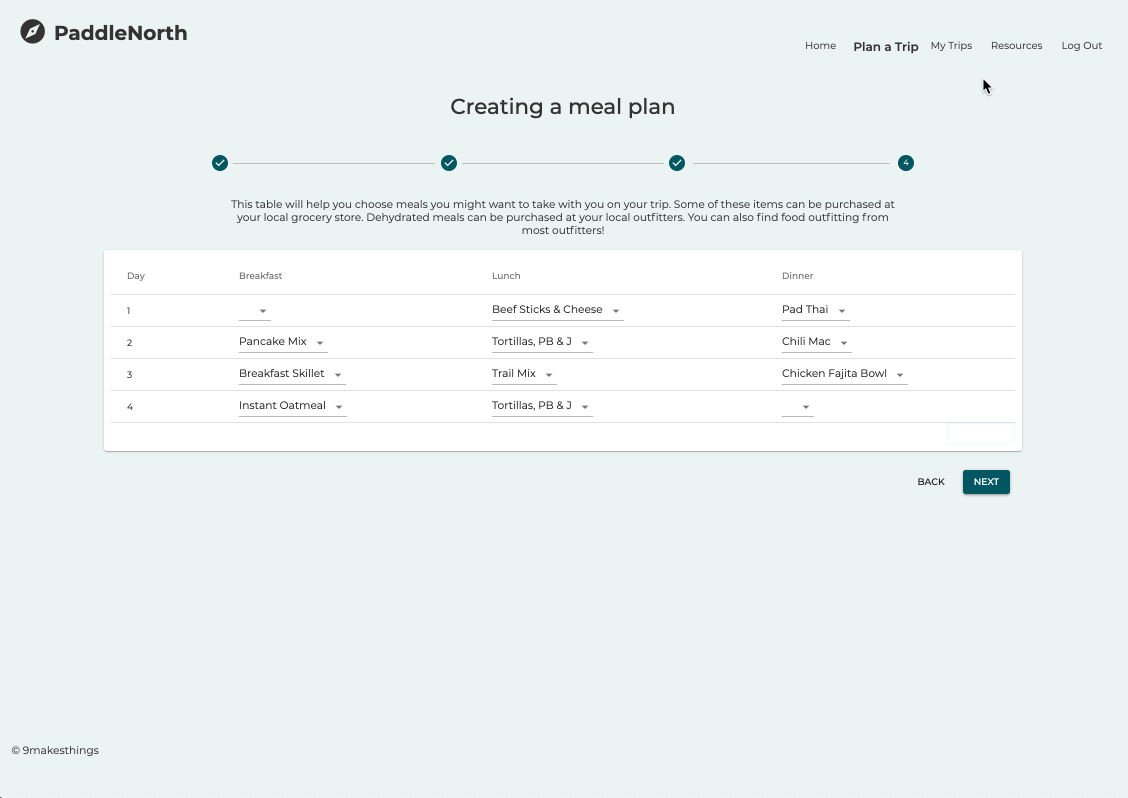 PaddleNorth
Home Plan a Trip My Trips Resources Log Out
Creating a meal plan
4
This table will help you choose meals you might want to take with you on your trip. Some of these items can be purchased at
your local grocery store. Dehydrated meals can be purchased at your local outfitters. You can also find food outfitting from
most outfitters!
Day Breakfast Lunch Dinner
1 Beef Sticks & Cheese Pad Thai
2 Pancake Mix Tortillas, PB & J Chili Mac
3 Breakfast Skillet Trail Mix Chicken Fajita Bowl
4 Instant Oatmeal Tortillas, PB & J
BACK NEXT
© 9makesthings